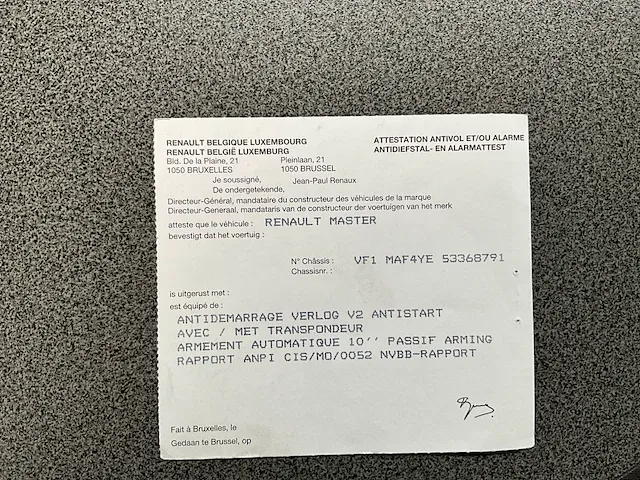 RENAULT BELGIQUE LUXEMBOURG
RENAULT BELGIË LUXEMBURG
Bld. De la Plaine, 21 Pleinlaan, 21
1050 BRUXELLES 1050 BRUSSEL
ATTESTATION ANTIVOL ET/OU ALARME
ANTIDIEFSTAL- EN ALARMATTEST
Je soussigné, Jean-Paul Renaux
De ondergetekende,
Directeur-Général, mandataire du constructeur des véhicules de la marque
Directeur-Generaal, mandataris van de constructeur der voertuigen van het merk
atteste que le véhicule : RENAULT MASTER
bevestigt dat het voertuig :
N° Châssis : VF1 MAF4YE 53368791
Chassisnr. :
is uitgerust met :
est équipé de :
ANTIDEMARRAGE VERLOG V2 ANTISTART
AVEC / MET TRANSPONDEUR
ARMEMENT AUTOMATIQUE 10'' PASSIF ARMING
RAPPORT ANPI CIS/MO/0052 NVBB-RAPPORT
Fait à Bruxelles, le
Gedaan te Brussel, op